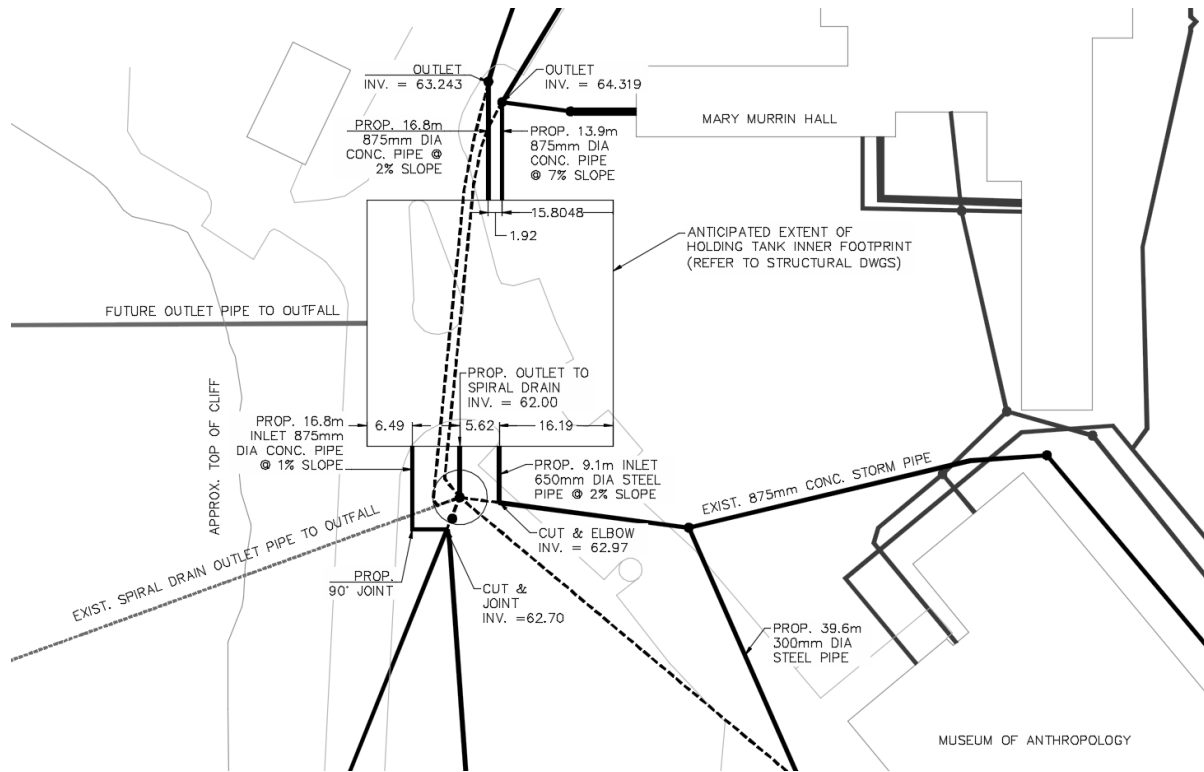 OUTLET
INV. = 63.243
OUTLET
INV. = 64.319
PROP. 16.8m
875mm DIA
CONC. PIPE @
2% SLOPE
PROP. 13.9m
875mm DIA
CONC. PIPE
@ 7% SLOPE
MARY MURRIN HALL
15.8048
1.92
ANTICIPATED EXTENT OF
HOLDING TANK INNER FOOTPRINT
(REFER TO STRUCTURAL DWGS)
FUTURE OUTLET PIPE TO OUTFALL
APPROX. TOP OF CLIFF
PROP. OUTLET TO
SPIRAL DRAIN
INV. = 62.00
PROP. 16.8m
INLET 875mm
DIA CONC. PIPE
@ 1% SLOPE
6.49
5.62
16.19
PROP. 9.1m INLET
650mm DIA STEEL
PIPE @ 2% SLOPE
EXIST. 875mm CONC. STORM PIPE
CUT & ELBOW
INV. = 62.97
EXIST. SPIRAL DRAIN OUTLET PIPE TO OUTFALL
PROP.
90° JOINT
CUT &
JOINT
INV. =62.70
PROP. 39.6m
300mm DIA
STEEL PIPE
MUSEUM OF ANTHROPOLOGY